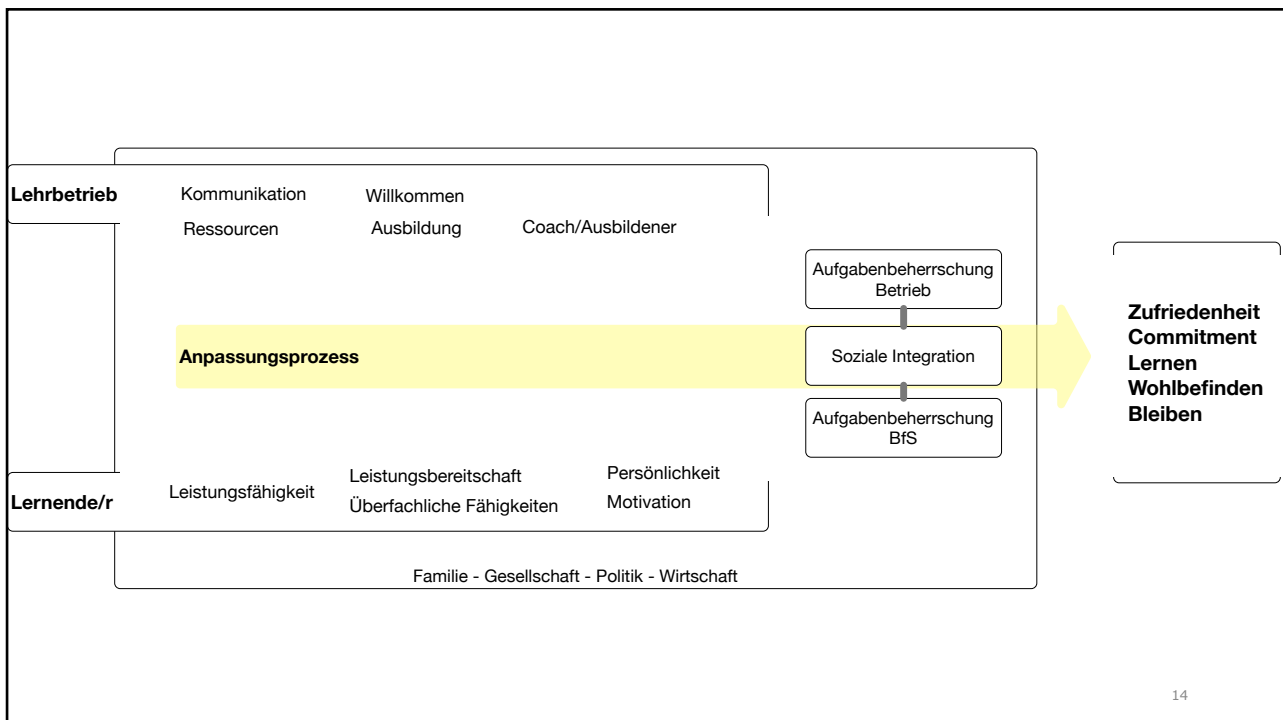 Lehrbetrieb
Kommunikation
Willkommen
Ressourcen
Ausbildung
Coach/Ausbildener
Aufgabenbeherrschung
Betrieb
Anpassungsprozess
Soziale Integration
Aufgabenbeherrschung
BfS
Zufriedenheit
Commitment
Lernen
Wohlbefinden
Bleiben
Lernende/r
Leistungsfähigkeit
Leistungsbereitschaft
Überfachliche Fähigkeiten
Persönlichkeit
Motivation
Familie - Gesellschaft - Politik - Wirtschaft
14